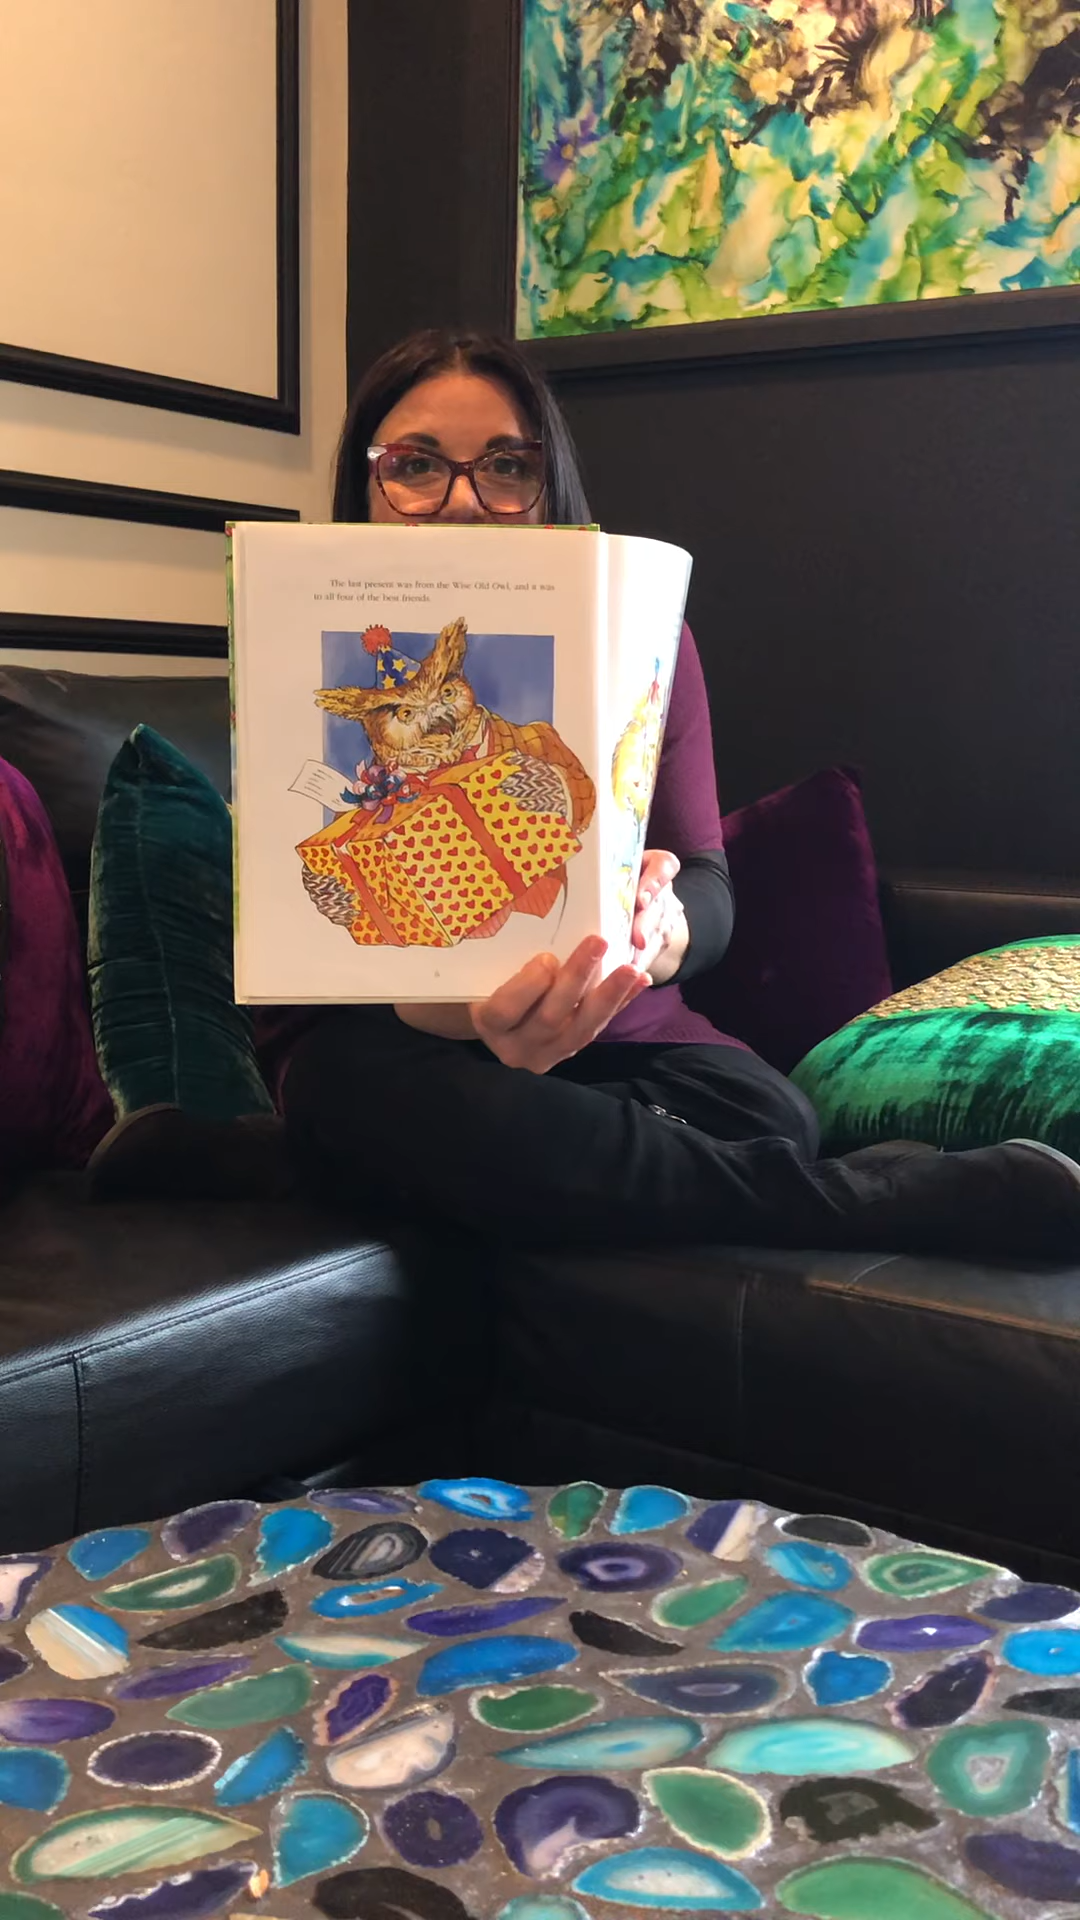 The last present was from the Wise Old Owl, and it was
to all four of the best friends.